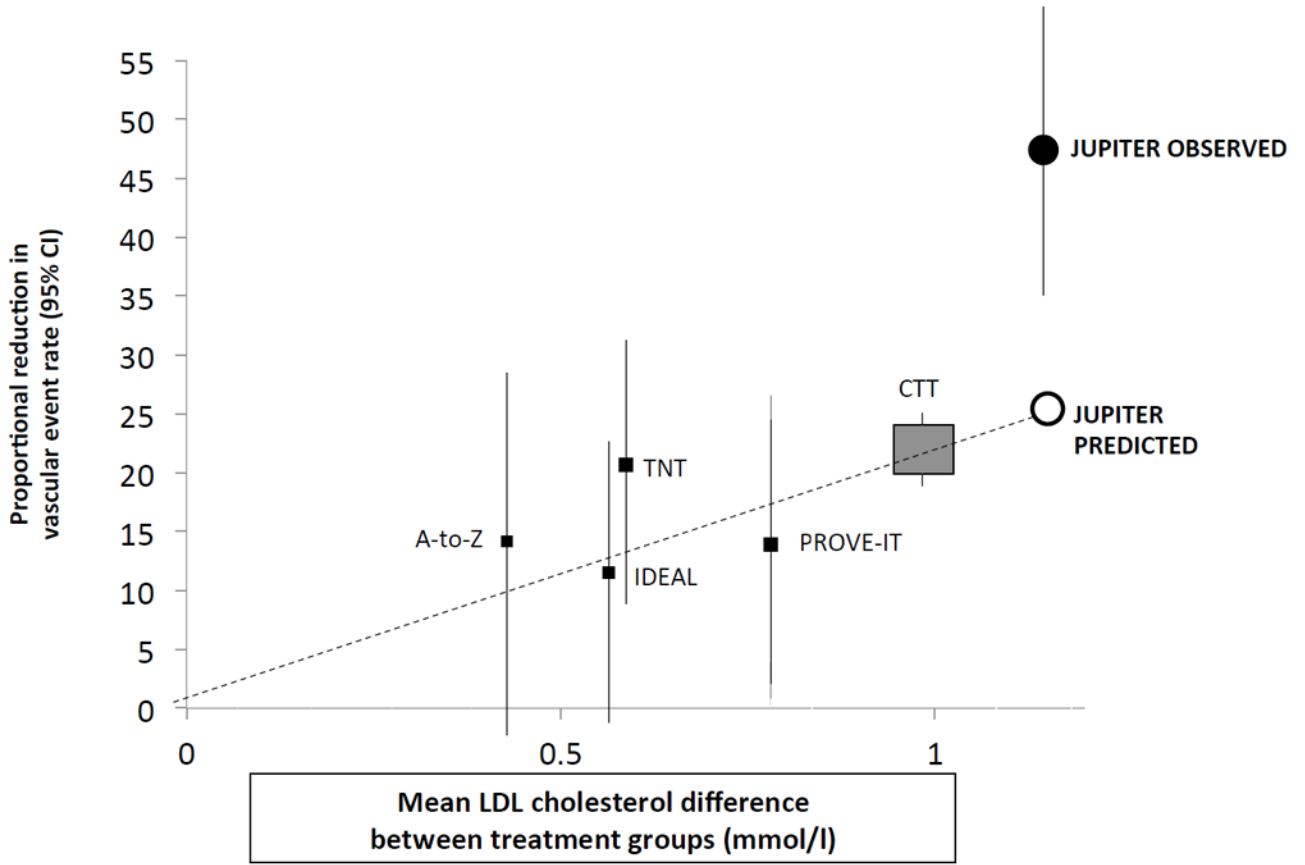 55
50
45
40
35
30
25
20
15
10
5
0
0
0.5
1
Proportional reduction in
vascular event rate (95% CI)
JUPITER OBSERVED
CTT
JUPITER
PREDICTED
TNT
A-to-Z
IDEAL
PROVE-IT
Mean LDL cholesterol difference
between treatment groups (mmol/l)